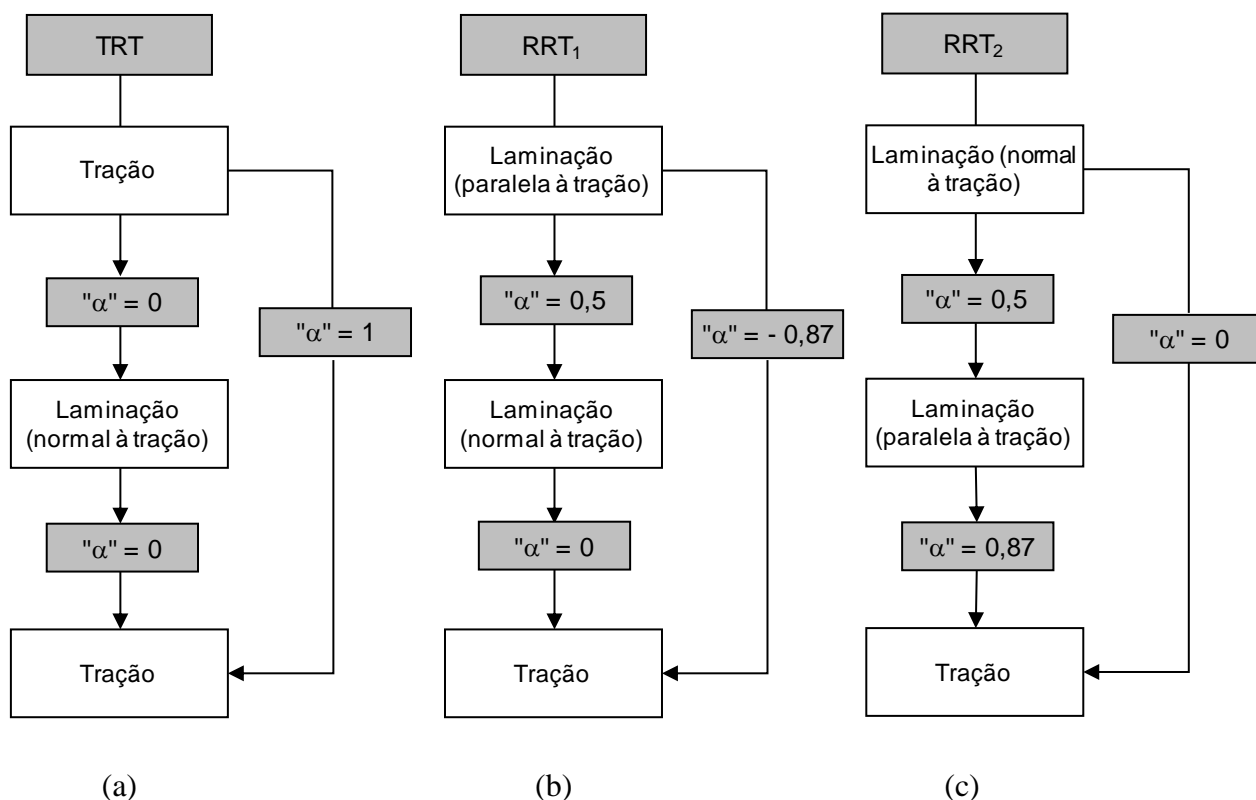 TRT
Tração
"α" = 0
"α" = 1
Laminação
(normal à tração)
"α" = 0
Tração
(a)
RRT₁
Laminação
(paralela à tração)
"α" = 0,5
"α" = - 0,87
Laminação
(normal à tração)
"α" = 0
Tração
(b)
RRT₂
Laminação (normal
à tração)
"α" = 0,5
"α" = 0
Laminação
(paralela à tração)
"α" = 0,87
Tração
(c)